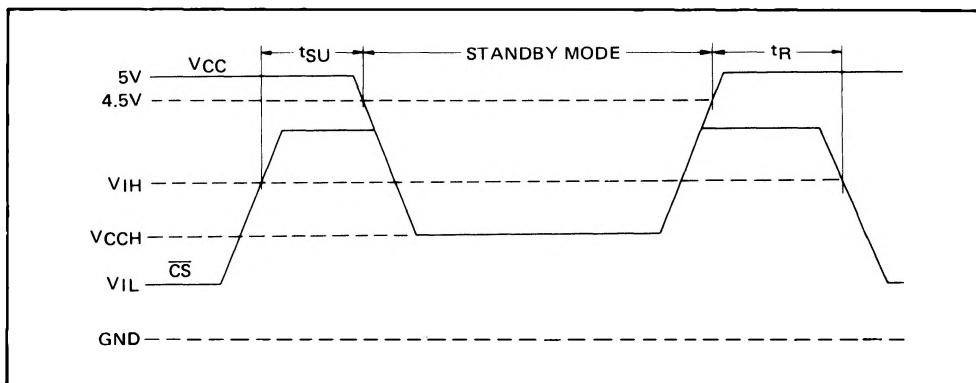 tSU
STANDBY MODE
tR
VCC
5V
4.5V
VIH
VCCH
CS
VIL
GND